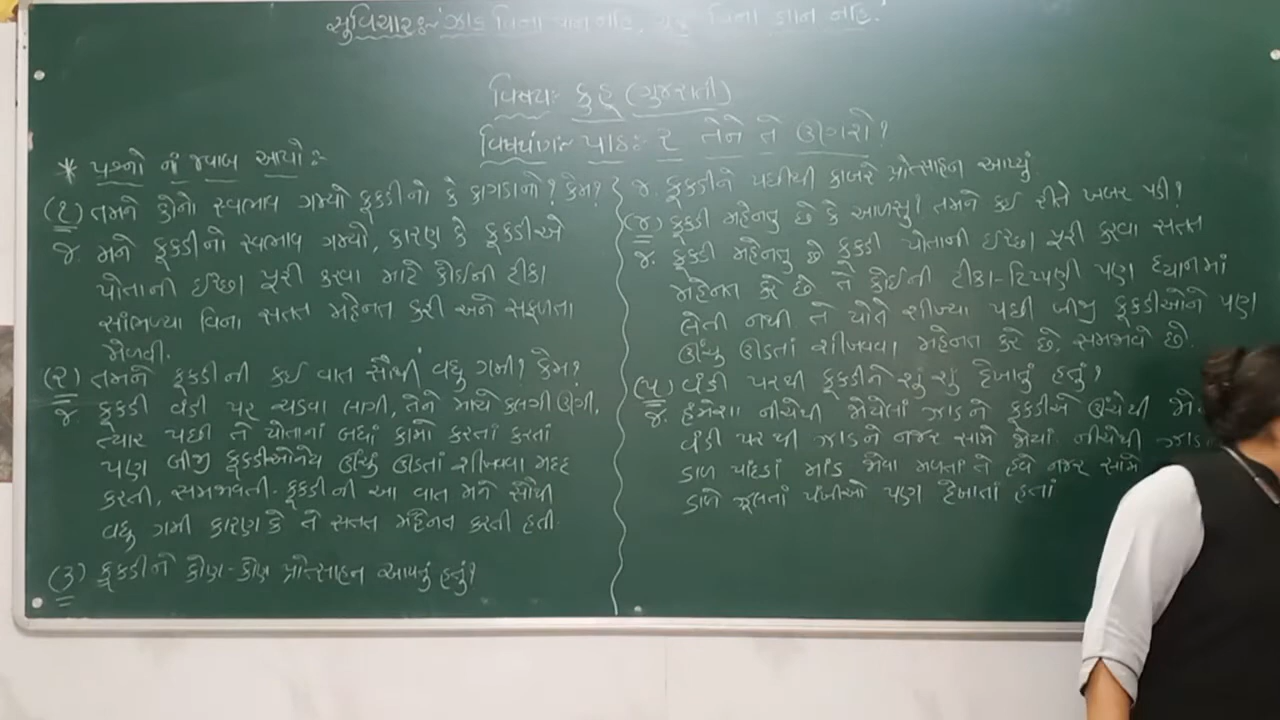 સુવિચારઃ- ઝાડ વિના નહિ, વિના જ્ઞાન નહિ.
વિષયઃ કુહૂ (ગુજરાતી)
વિષયાંગઃ- પાઠઃ ૨ તેને તે ઊગરો?
* પ્રશ્નો નાં જવાબ આપો :-
(૧) તમને કોનો સ્વભાવ ગમ્યો કૂકડીનો કે કાગડાનો? કેમ?
જ. મને કૂકડીનો સ્વભાવ ગમ્યો, કારણ કે કૂકડીએ
પોતાની ઈચ્છા પૂરી કરવા માટે કોઈની ટીકા
સાંભળ્યા વિના સતત મહેનત કરી અને સફળતા
મેળવી.
(૨) તમને કૂકડીની કઈ વાત સૌથી વધુ ગમી? કેમ?
જ. કૂકડી વંડી પર ચડવા લાગી, તેને માથે કલગી ઊગી,
ત્યાર પછી તે પોતાનાં બધાં કામો કરતાં કરતાં
પણ બીજી કૂકડીઓનેય ઊંચું ઊડતાં શીખવવા મદદ
કરતી, સમજાવતી. કૂકડીની આ વાત મને સૌથી
વધુ ગમી કારણ કે તે સતત મહેનત કરતી હતી.
(૩) કૂકડીને કોણ-કોણ પ્રોત્સાહન આપતું હતું?
જ. કૂકડીને પછીથી કાબરે પ્રોત્સાહન આપ્યું.
(૪) કૂકડી મહેનતુ છે કે આળસુ? તમને કઈ રીતે ખબર પડી?
જ. કૂકડી મહેનતુ છે કૂકડી પોતાની ઈચ્છા પૂરી કરવા સતત
મહેનત કરે છે તે કોઈની ટીકા-ટિપ્પણી પણ ધ્યાનમાં
લેતી નથી. તે પોતે શીખ્યા પછી બીજી કૂકડીઓને પણ
ઊંચું ઊડતાં શીખવવા મહેનત કરે છે, સમજાવે છે.
(૫) વંડી પરથી કૂકડીને શું શું દેખાતું હતું?
જ. હંમેશા નીચેથી જોયેલાં ઝાડને કૂકડીએ ઊંચેથી
વંડી પરથી ઝાડને નજર સામે જોયાં. નીચેથી
ડાળ પાંદડાં માંડ જોવા મળતાં તે હવે નજર સામે
ડાળે ઝૂલતાં પંખીઓ પણ દેખાતાં હતાં